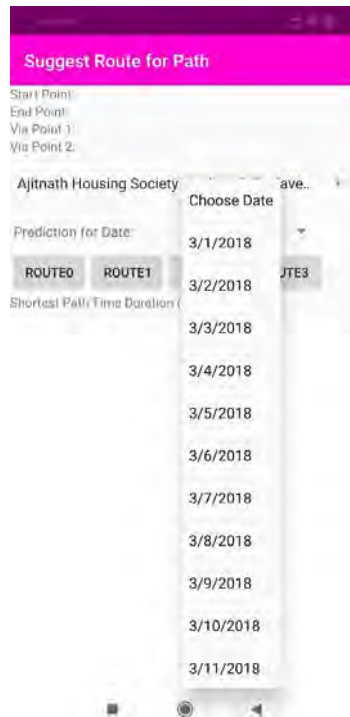 Suggest Route for Path
Start Point:
End Point:
Via Point 1:
Via Point 2:
Ajitnath Housing Society
ave..
Prediction for Date:
ROUTE0 ROUTE1 UTE3
Shortest Path Time Duration (
Choose Date
3/1/2018
3/2/2018
3/3/2018
3/4/2018
3/5/2018
3/6/2018
3/7/2018
3/8/2018
3/9/2018
3/10/2018
3/11/2018